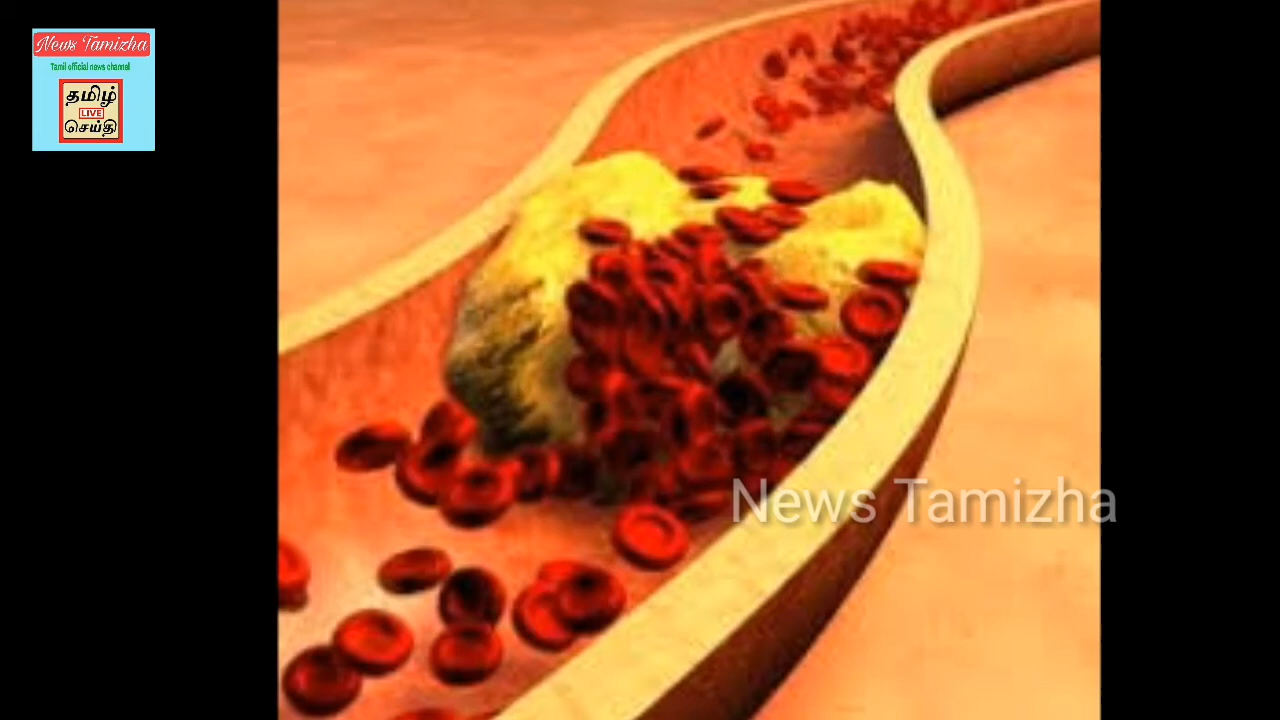 News Tamizha
Tamil official news channel
தமிழ்
LIVE
செய்தி
News Tamizha